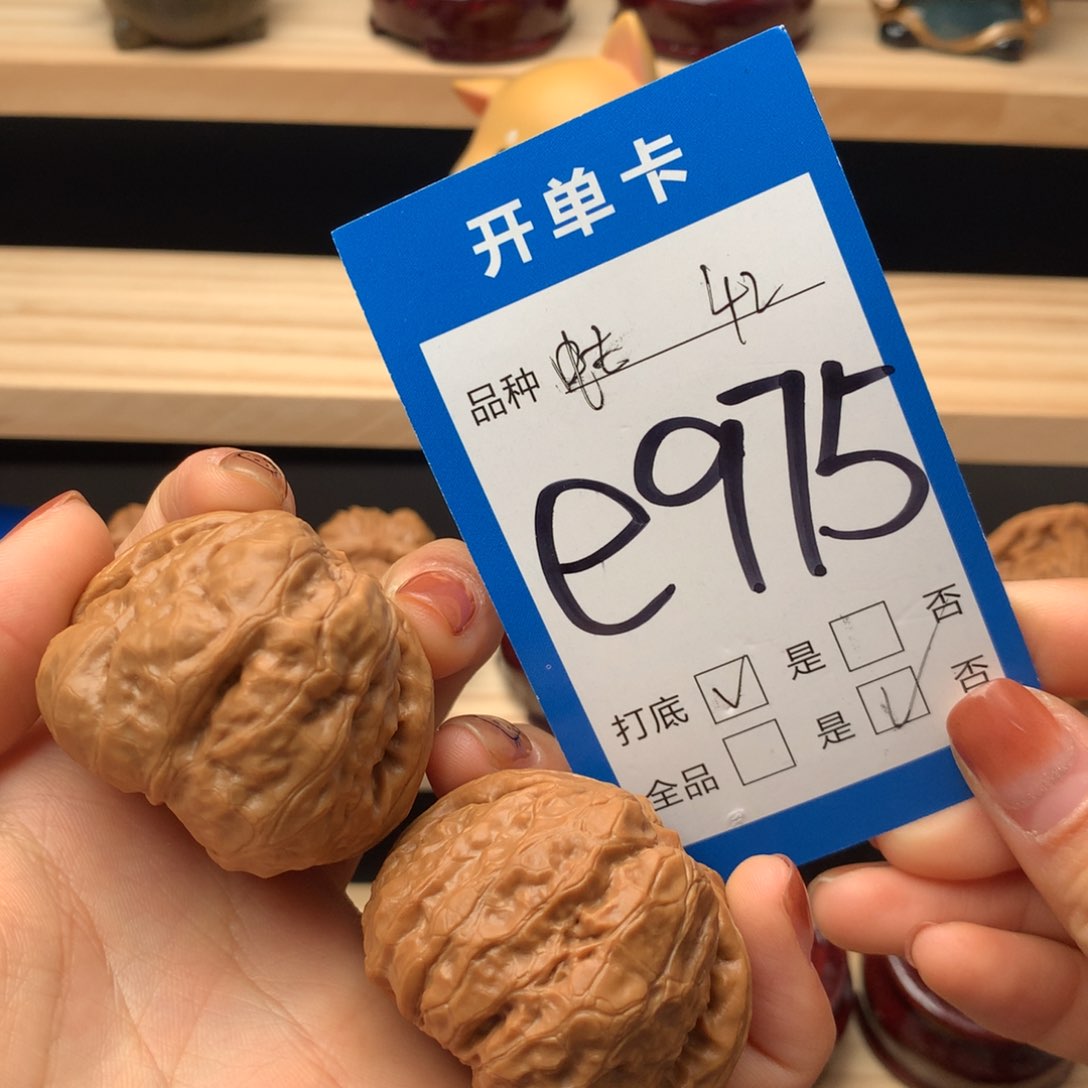 开单卡
品种 42
e975
打底 是 否
全品 是 否